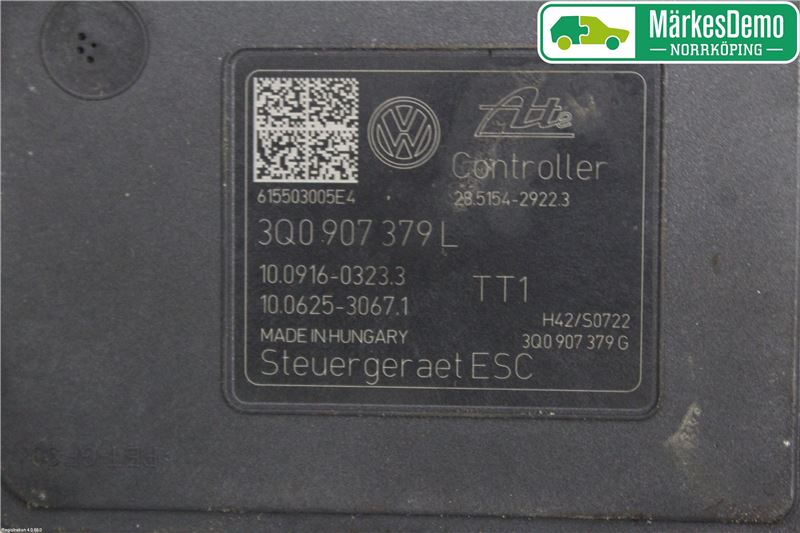 MärkesDemo
NORRKÖPING
Ate
Controller
28.5154-2922.3
615503005E4
3Q0 907 379 L
10.0916-0323.3
10.0625-3067.1
TT1
H42/S0722
MADE IN HUNGARY
3Q0 907 379 G
Steuergeraet ESC